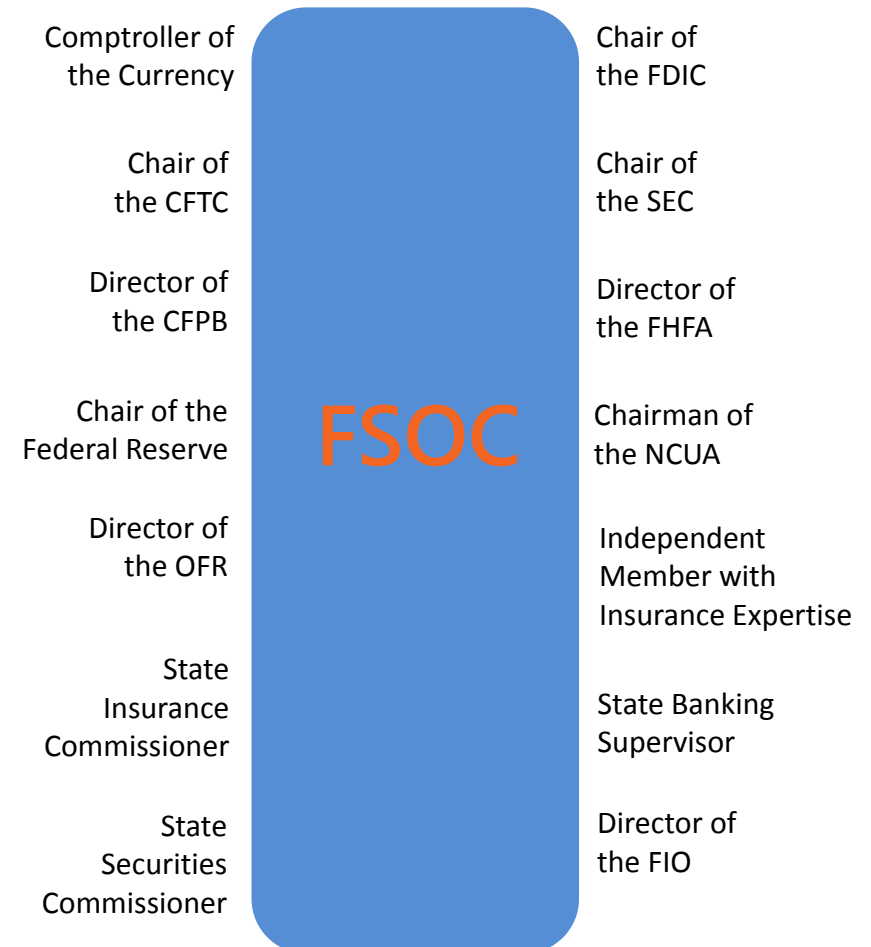 Comptroller of
the Currency
Chair of
the CFTC
Director of
the CFPB
Chair of the
Federal Reserve
Director of
the OFR
State
Insurance
Commissioner
State
Securities
Commissioner
FSOC
Chair of
the FDIC
Chair of
the SEC
Director of
the FHFA
Chairman of
the NCUA
Independent
Member with
Insurance Expertise
State Banking
Supervisor
Director of
the FIO